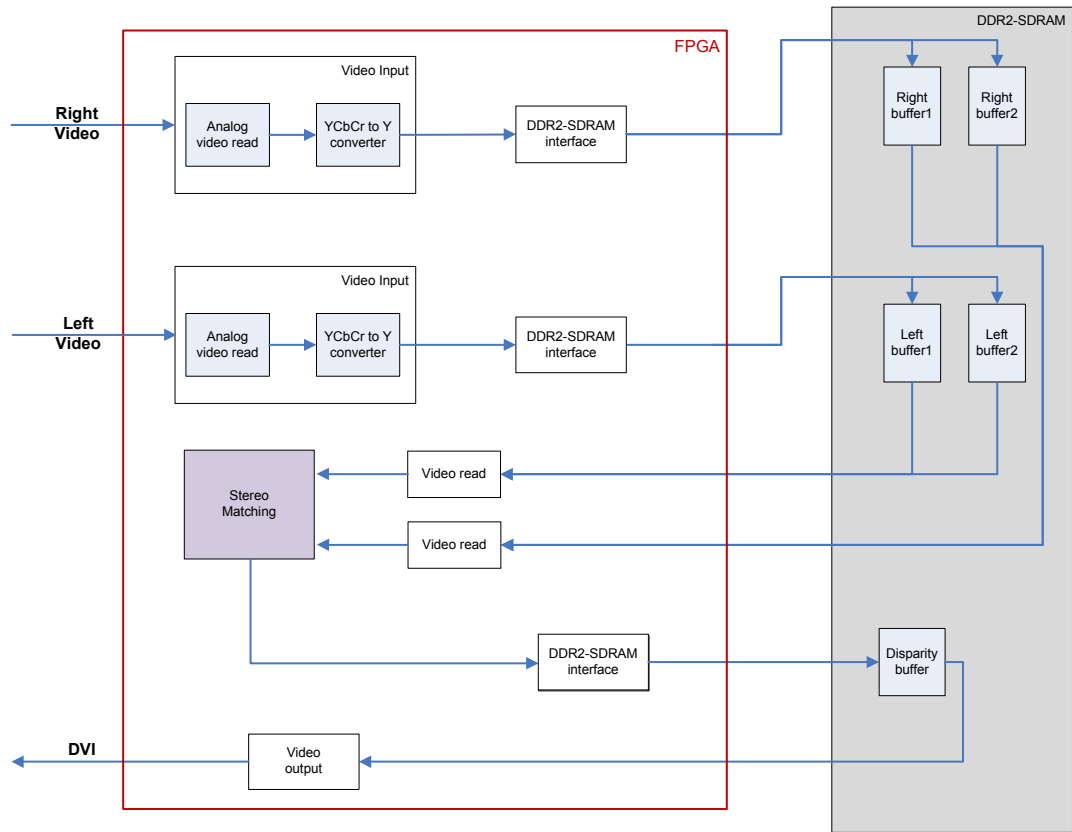 DDR2-SDRAM
FPGA
Video Input
Right
Video
Analog
video read
YCbCr to Y
converter
DDR2-SDRAM
interface
Right
buffer1
Right
buffer2
Video Input
Left
Video
Analog
video read
YCbCr to Y
converter
DDR2-SDRAM
interface
Left
buffer1
Left
buffer2
Stereo
Matching
Video read
Video read
DDR2-SDRAM
interface
Disparity
buffer
DVI
Video
output